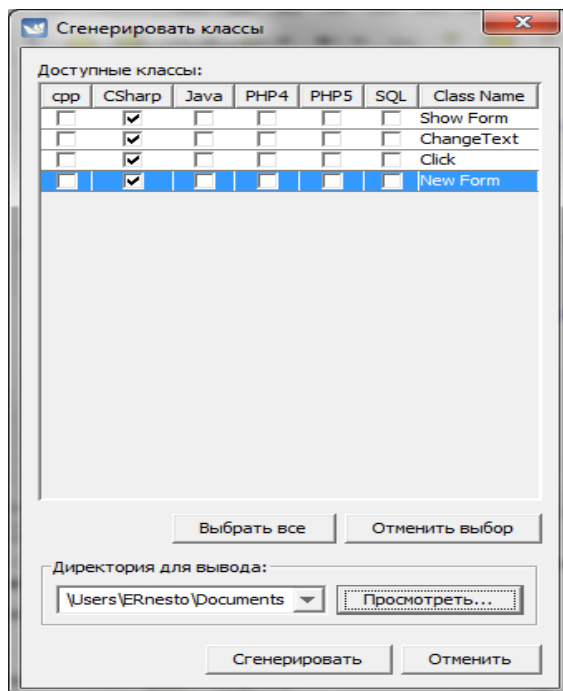 Сгенерировать классы
Доступные классы:
cpp CSharp Java PHP4 PHP5 SQL Class Name
Show Form
ChangeText
Click
New Form
Выбрать все Отменить выбор
Директория для вывода:
\Users\ERnesto\Documents Просмотреть...
Сгенерировать Отменить